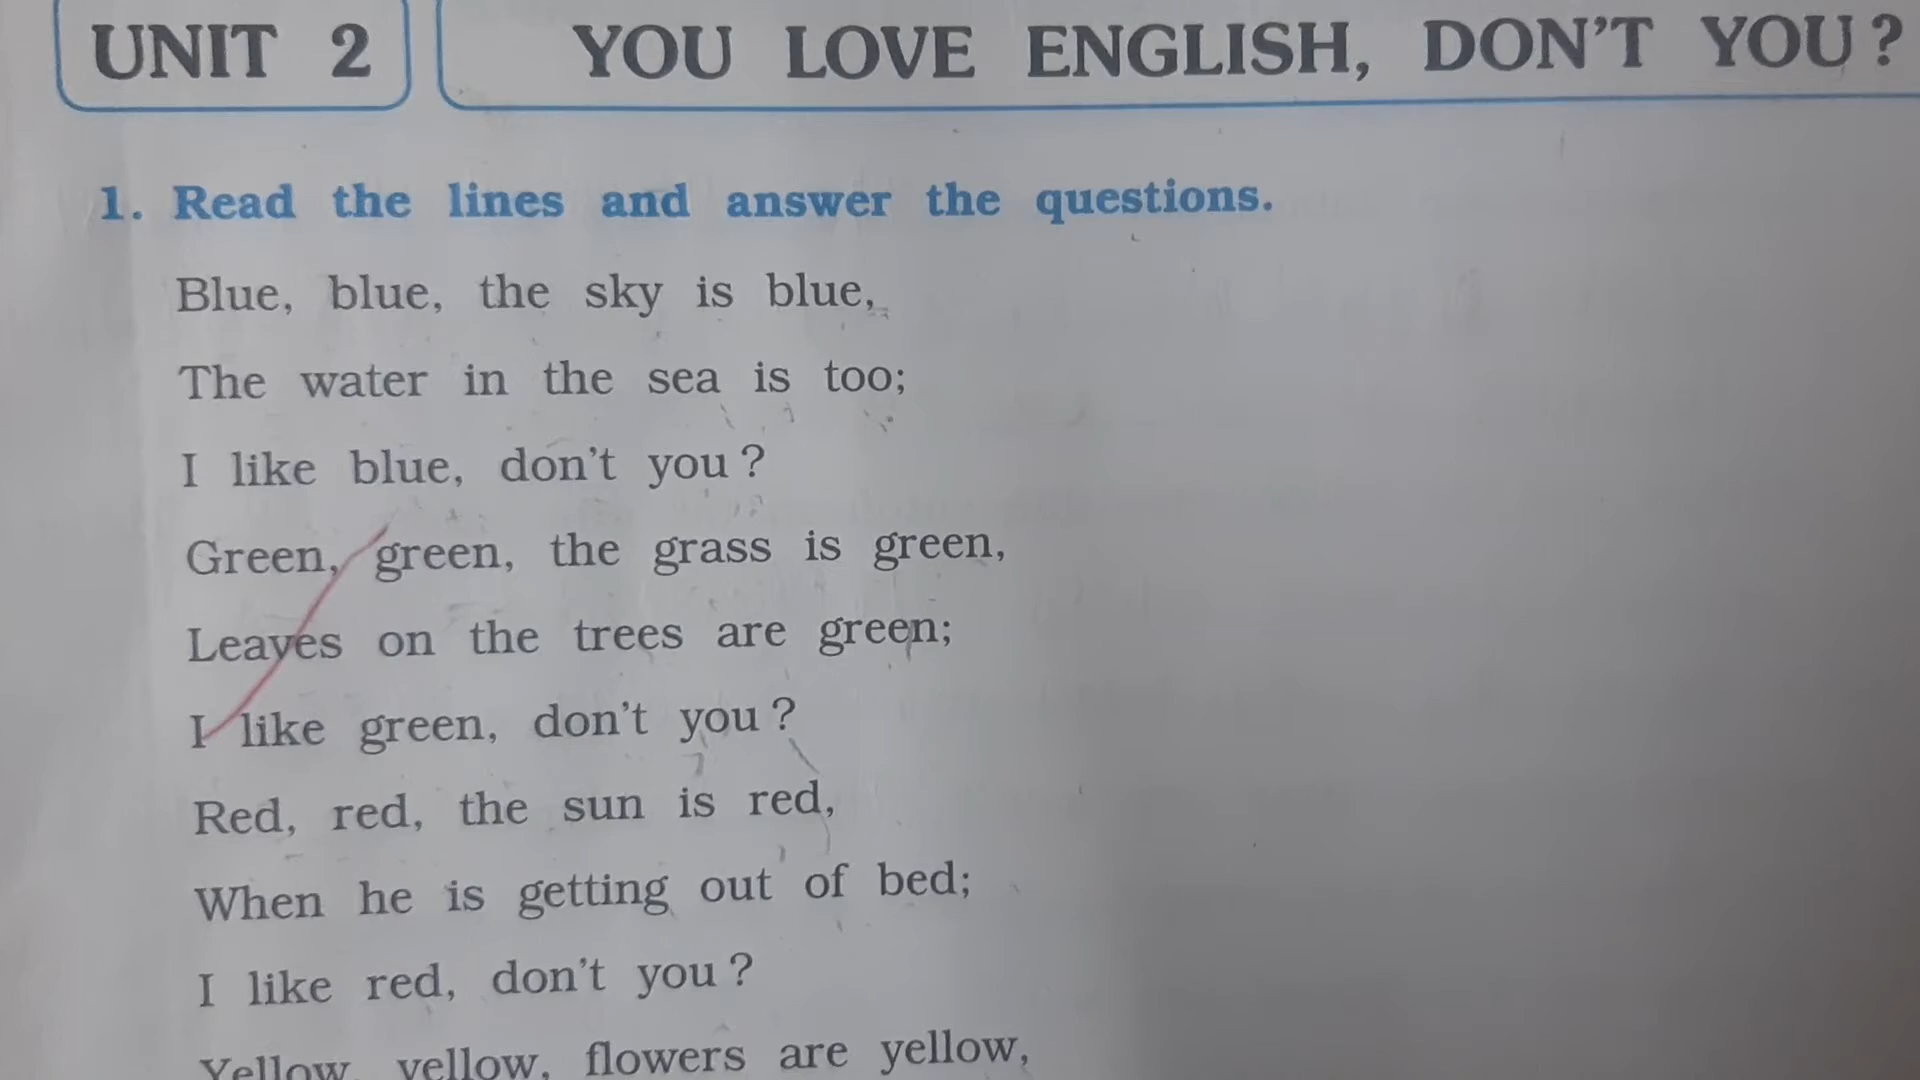 UNIT 2
YOU LOVE ENGLISH, DON'T YOU?
1. Read the lines and answer the questions.
Blue, blue, the sky is blue,
The water in the sea is too;
I like blue, don't you?
Green, green, the grass is green,
Leaves on the trees are green;
I like green, don't you?
Red, red, the sun is red,
When he is getting out of bed;
I like red, don't you?
Yellow, yellow, flowers are yellow,